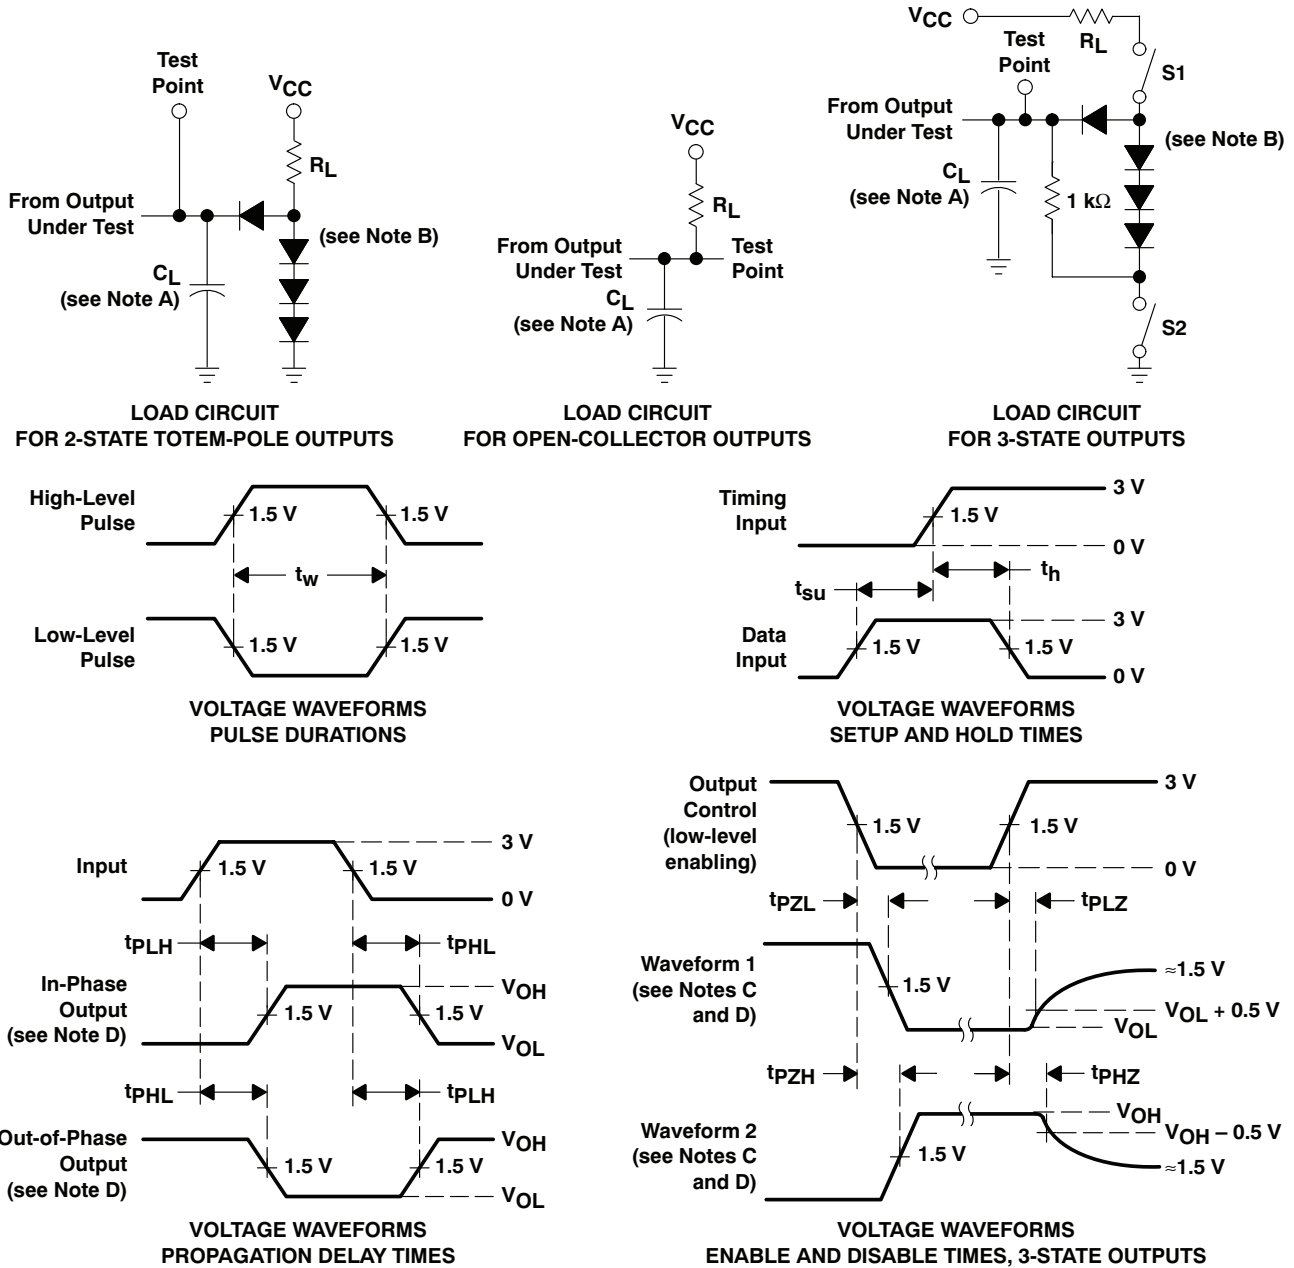 Test
Point
VCC
RL
From Output
Under Test
(see Note B)
CL
(see Note A)
LOAD CIRCUIT
FOR 2-STATE TOTEM-POLE OUTPUTS
VCC
RL
From Output
Under Test
Test
Point
CL
(see Note A)
LOAD CIRCUIT
FOR OPEN-COLLECTOR OUTPUTS
VCC
RL
Test
Point
S1
From Output
Under Test
(see Note B)
CL
(see Note A)
1 kΩ
S2
LOAD CIRCUIT
FOR 3-STATE OUTPUTS
High-Level
Pulse
1.5 V
1.5 V
tw
Low-Level
Pulse
1.5 V
1.5 V
VOLTAGE WAVEFORMS
PULSE DURATIONS
Timing
Input
3 V
1.5 V
0 V
th
tsu
Data
Input
3 V
1.5 V
1.5 V
0 V
VOLTAGE WAVEFORMS
SETUP AND HOLD TIMES
Input
3 V
1.5 V
1.5 V
0 V
tPLH
tPHL
In-Phase
Output
(see Note D)
VOH
1.5 V
1.5 V
VOL
tPHL
tPLH
Out-of-Phase
Output
(see Note D)
VOH
1.5 V
1.5 V
VOL
VOLTAGE WAVEFORMS
PROPAGATION DELAY TIMES
Output
Control
(low-level
enabling)
3 V
1.5 V
1.5 V
0 V
tPZL
tPLZ
Waveform 1
(see Notes C
and D)
1.5 V
≈1.5 V
VOL + 0.5 V
VOL
tPZH
tPHZ
Waveform 2
(see Notes C
and D)
1.5 V
VOH
VOH – 0.5 V
≈1.5 V
VOLTAGE WAVEFORMS
ENABLE AND DISABLE TIMES, 3-STATE OUTPUTS